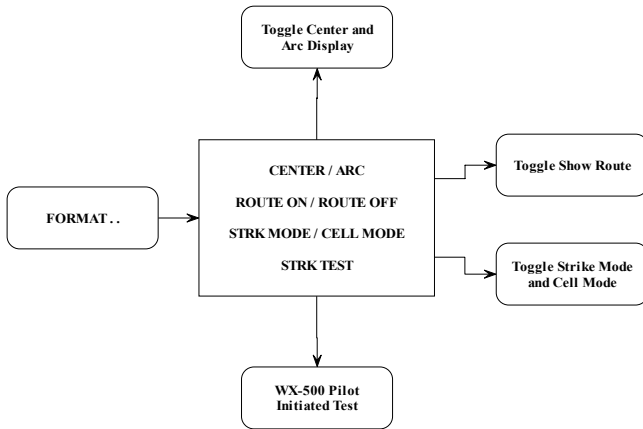 Toggle Center and
Arc Display
CENTER / ARC
ROUTE ON / ROUTE OFF
STRK MODE / CELL MODE
STRK TEST
FORMAT . .
Toggle Show Route
Toggle Strike Mode
and Cell Mode
WX-500 Pilot
Initiated Test